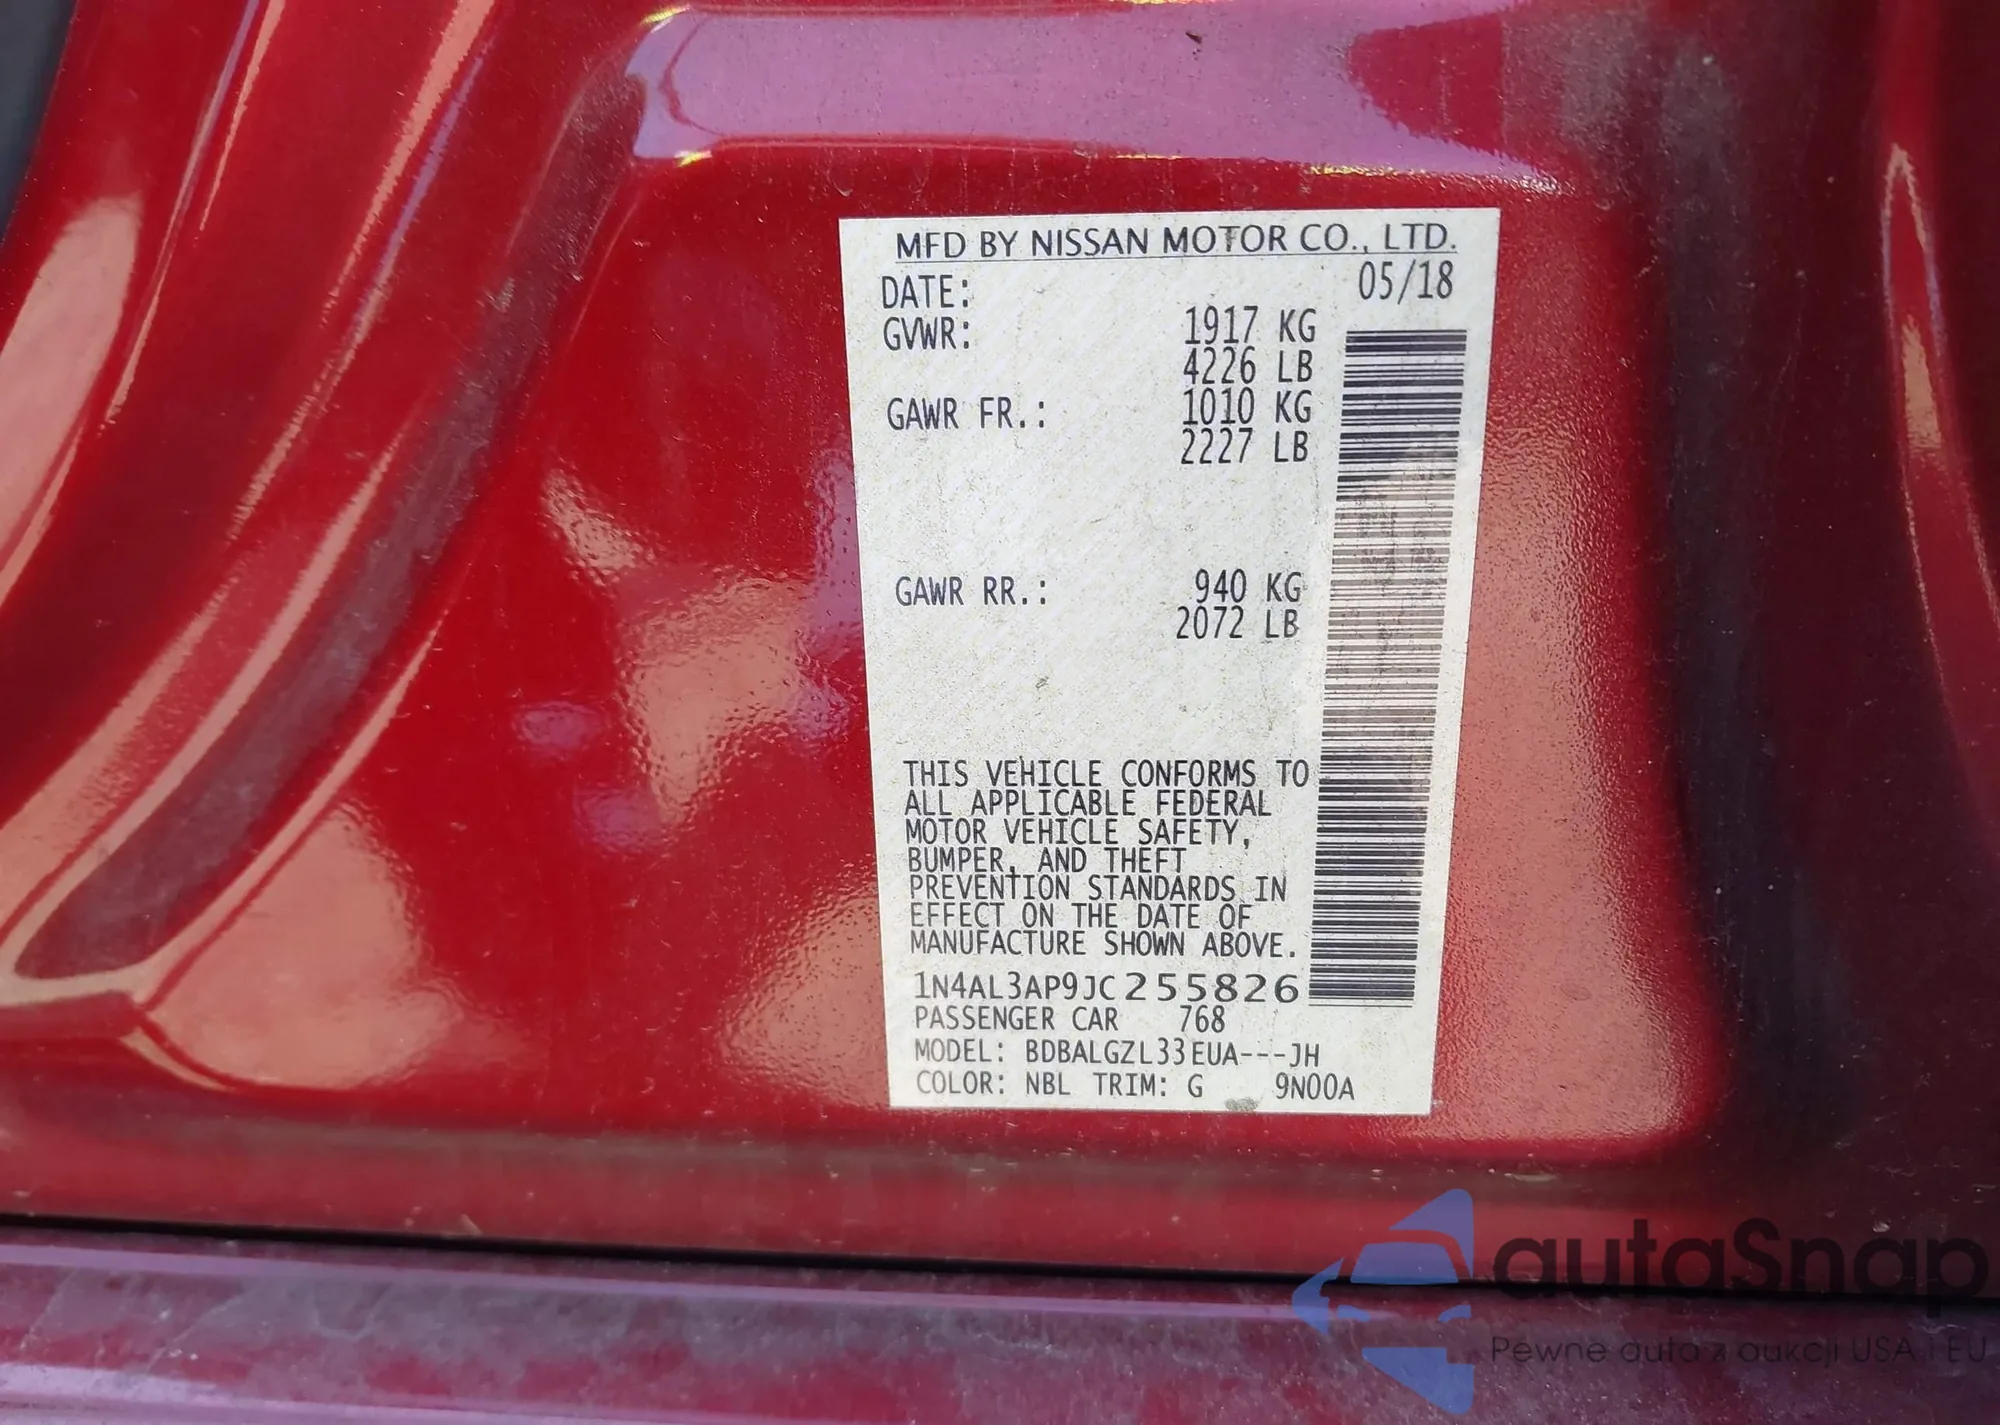 MFD BY NISSAN MOTOR CO., LTD.
DATE: 05/18
GVWR: 1917 KG
4226 LB
GAWR FR.: 1010 KG
2227 LB
GAWR RR.: 940 KG
2072 LB
THIS VEHICLE CONFORMS TO
ALL APPLICABLE FEDERAL
MOTOR VEHICLE SAFETY,
BUMPER, AND THEFT
PREVENTION STANDARDS IN
EFFECT ON THE DATE OF
MANUFACTURE SHOWN ABOVE.
1N4AL3AP9JC255826
PASSENGER CAR 768
MODEL: BDBALGZL33EUA---JH
COLOR: NBL TRIM: G 9N00A
autaSnap
Pewne auta z aukcji USA i EU